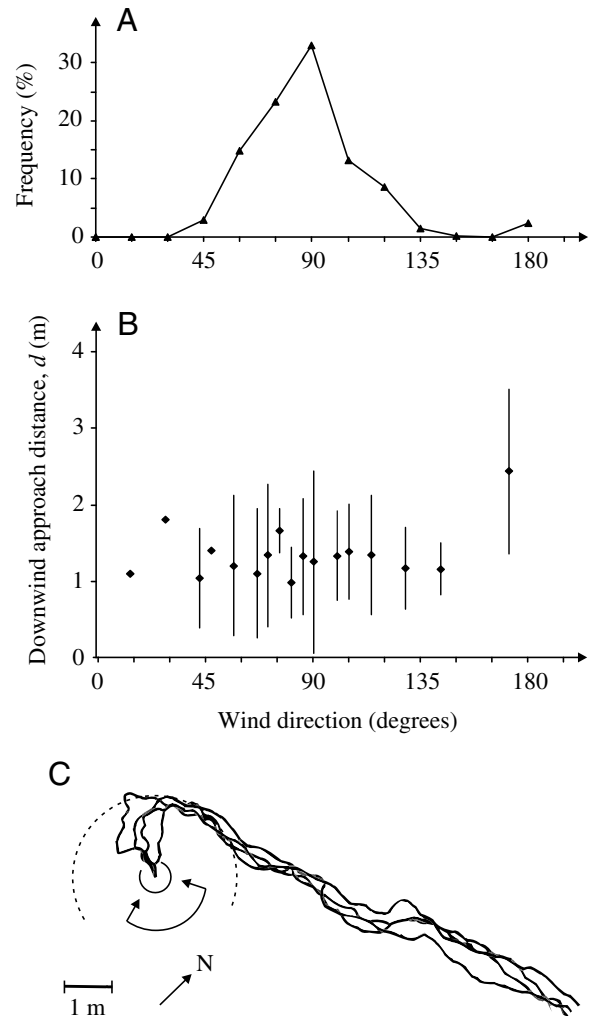 A
Frequency (%)
30
20
10
0
0 45 90 135 180
B
Downwind approach distance, d (m)
4
3
2
1
0
0 45 90 135 180
Wind direction (degrees)
C
N
1 m